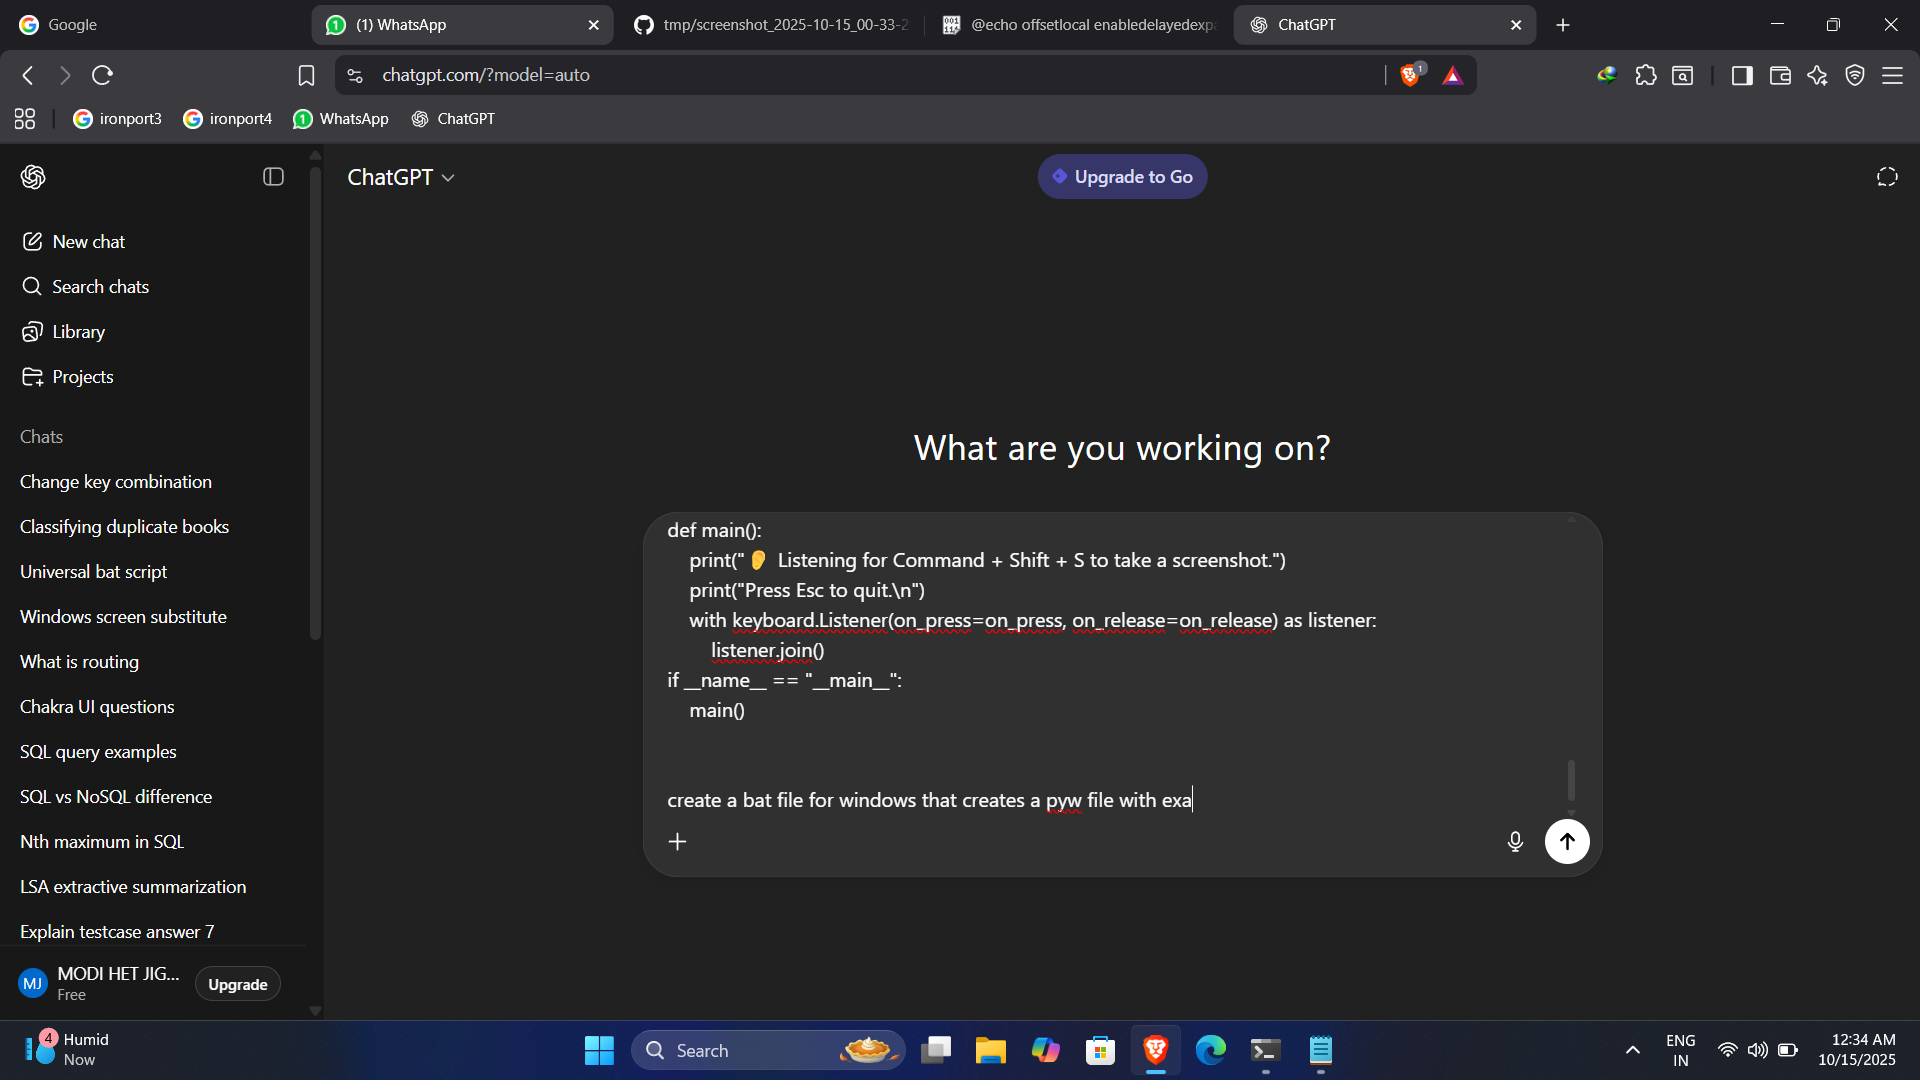 Google
(1) WhatsApp
tmp/screenshot_2025-10-15_00-33-2
@echo offsetlocal enabledelayedexp
ChatGPT
chatgpt.com/?model=auto
1
ironport3
ironport4
WhatsApp
ChatGPT
ChatGPT
Upgrade to Go
New chat
Search chats
Library
Projects
Chats
Change key combination
Classifying duplicate books
Universal bat script
Windows screen substitute
What is routing
Chakra UI questions
SQL query examples
SQL vs NoSQL difference
Nth maximum in SQL
LSA extractive summarization
Explain testcase answer 7
MJ
MODI HET JIG...
Free
Upgrade
What are you working on?
def main():
print("👂 Listening for Command + Shift + S to take a screenshot.")
print("Press Esc to quit.\n")
with keyboard.Listener(on_press=on_press, on_release=on_release) as listener:
listener.join()
if __name__ == "__main__":
main()
create a bat file for windows that creates a pyw file with exa
4
Humid
Now
Search
ENG
IN
12:34 AM
10/15/2025